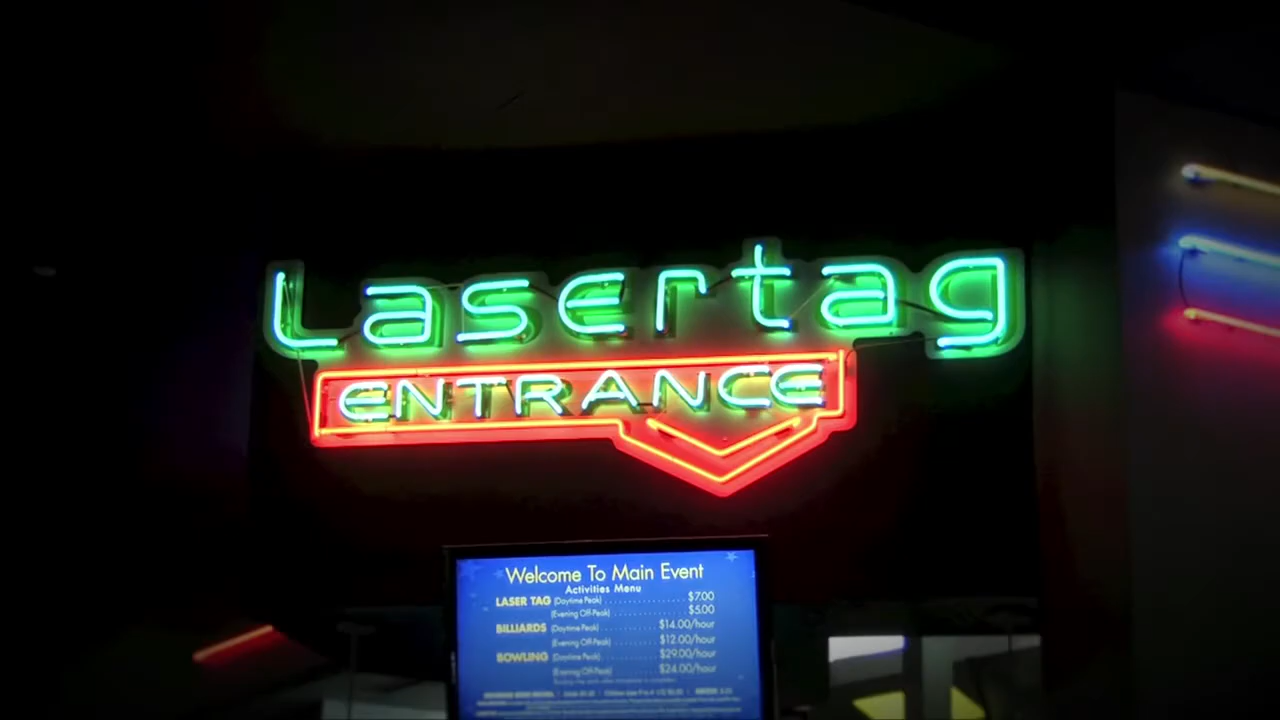 Lasertag
ENTRANCE
Welcome To Main Event
Activities Menu
LASER TAG (Daytime Peak) ........................ $7.00
(Evening Off-Peak) ........................ $5.00
BILLIARDS (Daytime Peak) ................ $14.00/hour
(Evening Off-Peak) ................ $12.00/hour
BOWLING (Daytime Peak) ................ $29.00/hour
(Evening Off-Peak) ................ $24.00/hour